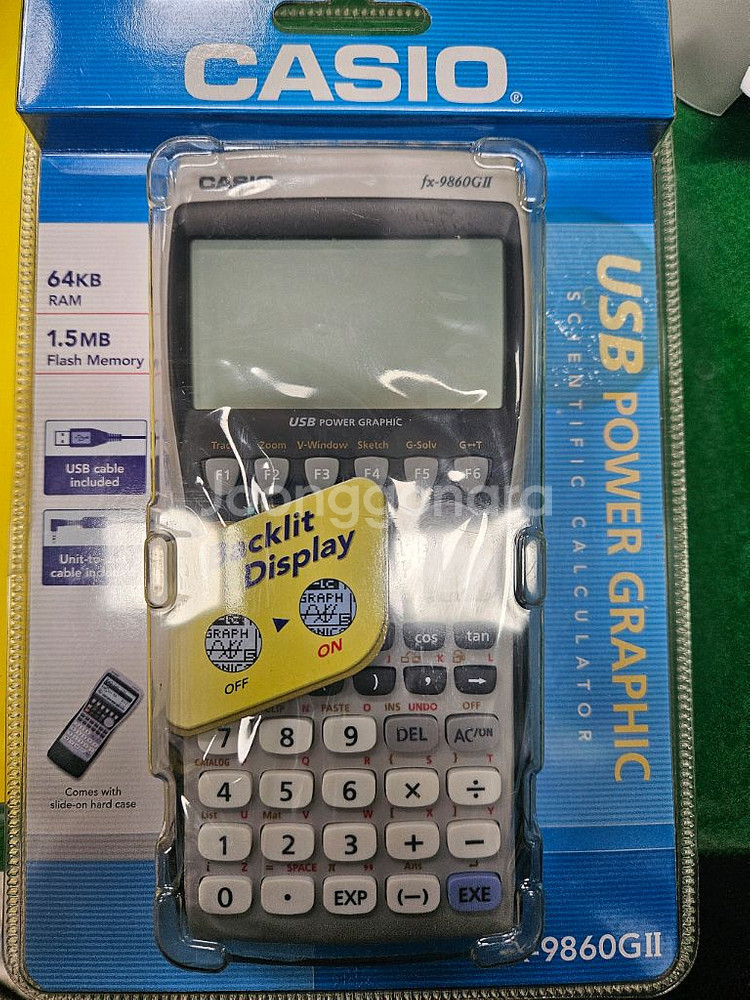 CASIO®
CASIO
fx-9860GII
64KB
RAM
1.5MB
Flash Memory
USB POWER GRAPHIC
SCIENTIFIC CALCULATOR
USB POWER GRAPHIC
Trace Zoom V-Window Sketch G-Solv G↔T
F1 F2 F3 F4 F5 F6
Joonggonara
USB cable
included
Backlit
Display
GRAPH
GRAPH
OFF
ON
cos tan
K L
) , →
Comes with
slide-on hard case
N PASTE O INS UNDO OFF
7 8 9 DEL AC/ON
CATALOG Q R { S } T
4 5 6 × ÷
List U Mat V W [ X ] Y
1 2 3 + −
i Z = SPACE π Ans
0 . EXP (−) EXE
-9860GII